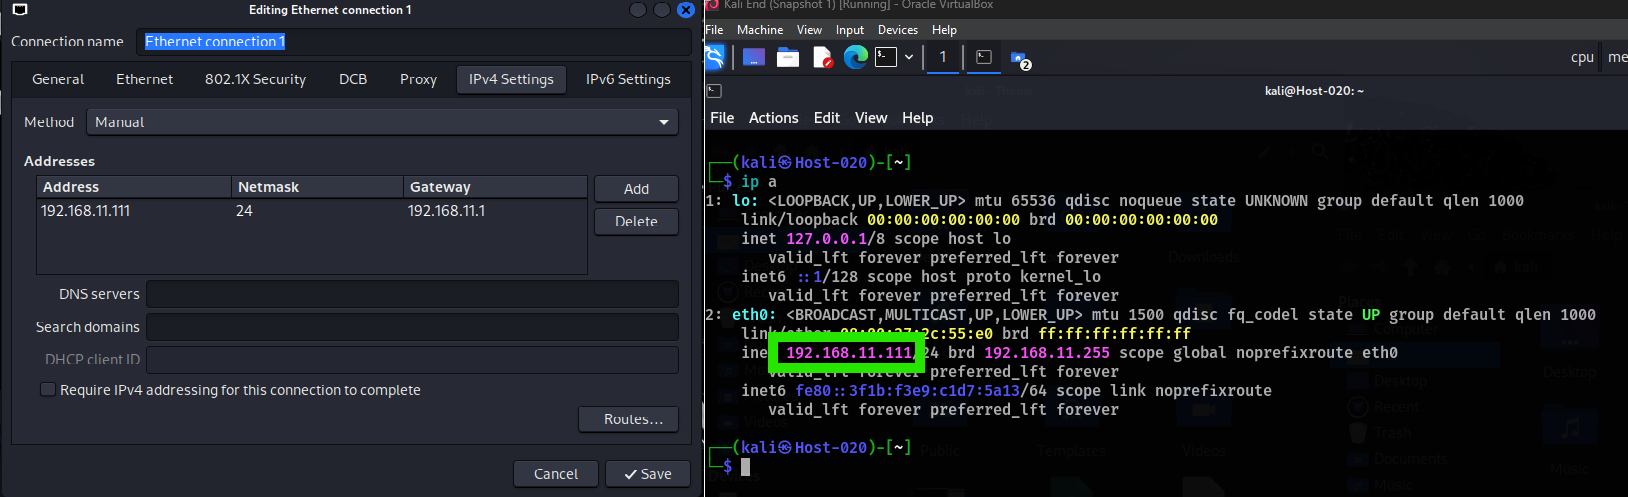 Editing Ethernet connection 1
Connection name Ethernet connection 1
General Ethernet 802.1X Security DCB Proxy IPv4 Settings IPv6 Settings
Method Manual
Addresses
Address Netmask Gateway
192.168.11.111 24 192.168.11.1
Add
Delete
DNS servers
Search domains
DHCP client ID
Require IPv4 addressing for this connection to complete
Routes...
Cancel Save
Kali End (Snapshot 1) [Running] - Oracle VirtualBox
File Machine View Input Devices Help
1 2 cpu me
kali@Host-020: ~
File Actions Edit View Help
┌──(kali㉿Host-020)-[~]
└─$ ip a
1: lo: <LOOPBACK,UP,LOWER_UP> mtu 65536 qdisc noqueue state UNKNOWN group default qlen 1000
link/loopback 00:00:00:00:00:00 brd 00:00:00:00:00:00
inet 127.0.0.1/8 scope host lo
valid_lft forever preferred_lft forever
inet6 ::1/128 scope host proto kernel_lo
valid_lft forever preferred_lft forever
2: eth0: <BROADCAST,MULTICAST,UP,LOWER_UP> mtu 1500 qdisc fq_codel state UP group default qlen 1000
link/ether 08:00:27:2c:55:e0 brd ff:ff:ff:ff:ff:ff
inet 192.168.11.111/24 brd 192.168.11.255 scope global noprefixroute eth0
valid_lft forever preferred_lft forever
inet6 fe80::3f1b:f3e9:c1d7:5a13/64 scope link noprefixroute
valid_lft forever preferred_lft forever
┌──(kali㉿Host-020)-[~]
└─$